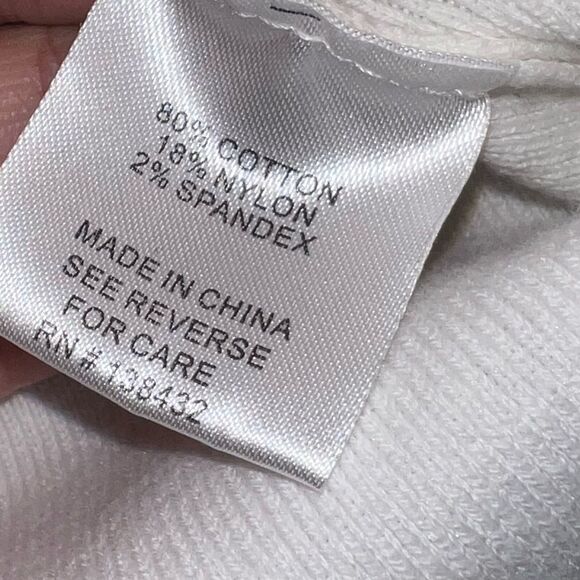 80% COTTON
18% NYLON
2% SPANDEX
MADE IN CHINA
SEE REVERSE
FOR CARE
RN # 138432